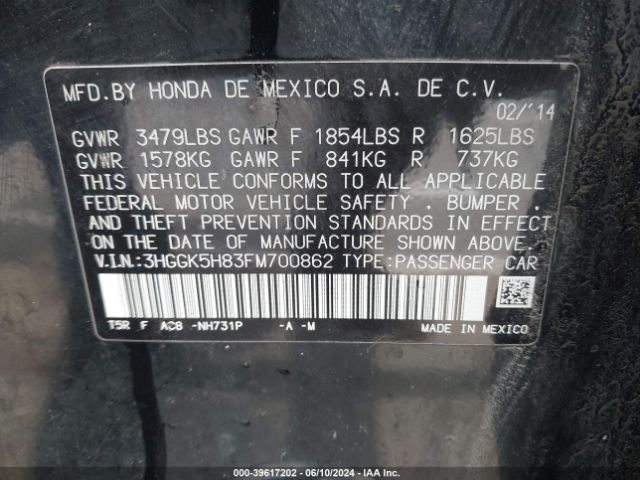 MFD.BY HONDA DE MEXICO S.A. DE C.V.
02/'14
GVWR 3479LBS GAWR F 1854LBS R 1625LBS
GVWR 1578KG GAWR F 841KG R 737KG
THIS VEHICLE CONFORMS TO ALL APPLICABLE
FEDERAL MOTOR VEHICLE SAFETY , BUMPER ,
AND THEFT PREVENTION STANDARDS IN EFFECT
ON THE DATE OF MANUFACTURE SHOWN ABOVE.
V.I.N.:3HGGK5H83FM700862 TYPE:PASSENGER CAR
T5R F AC8 -NH731P -A -M MADE IN MEXICO
000-39617202 - 06/10/2024 - IAA Inc.